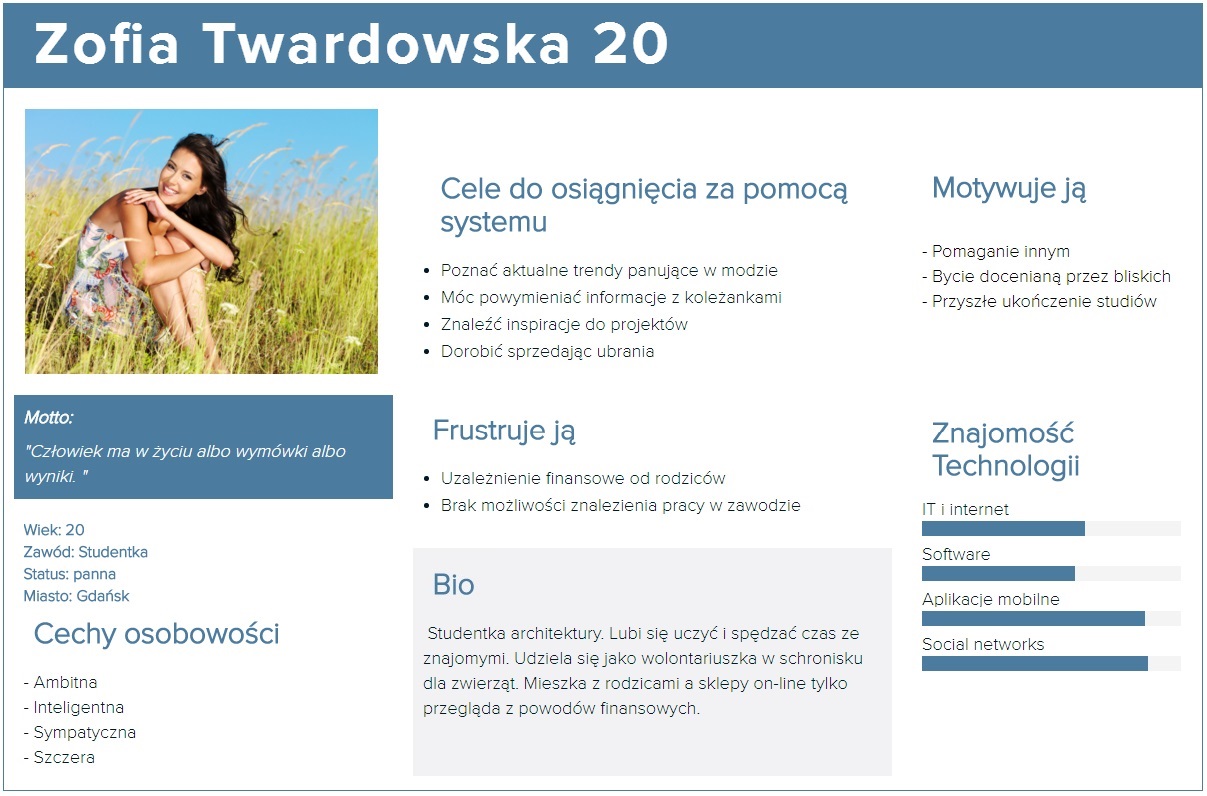 Zofia Twardowska 20
Motto:
"Człowiek ma w życiu albo wymówki albo
wyniki. "
Wiek: 20
Zawód: Studentka
Status: panna
Miasto: Gdańsk
Cechy osobowości
- Ambitna
- Inteligentna
- Sympatyczna
- Szczera
Cele do osiągnięcia za pomocą
systemu
• Poznać aktualne trendy panujące w modzie
• Móc powymieniać informacje z koleżankami
• Znaleźć inspiracje do projektów
• Dorobić sprzedając ubrania
Frustruje ją
• Uzależnienie finansowe od rodziców
• Brak możliwości znalezienia pracy w zawodzie
Bio
Studentka architektury. Lubi się uczyć i spędzać czas ze
znajomymi. Udziela się jako wolontariuszka w schronisku
dla zwierząt. Mieszka z rodzicami a sklepy on-line tylko
przegląda z powodów finansowych.
Motywuje ją
- Pomaganie innym
- Bycie docenianą przez bliskich
- Przyszłe ukończenie studiów
Znajomość
Technologii
IT i internet
Software
Aplikacje mobilne
Social networks